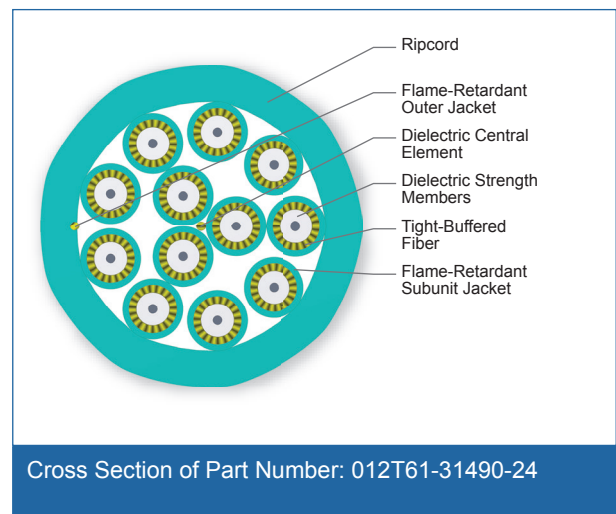 Ripcord
Flame-Retardant
Outer Jacket
Dielectric Central
Element
Dielectric Strength
Members
Tight-Buffered
Fiber
Flame-Retardant
Subunit Jacket
Cross Section of Part Number: 012T61-31490-24